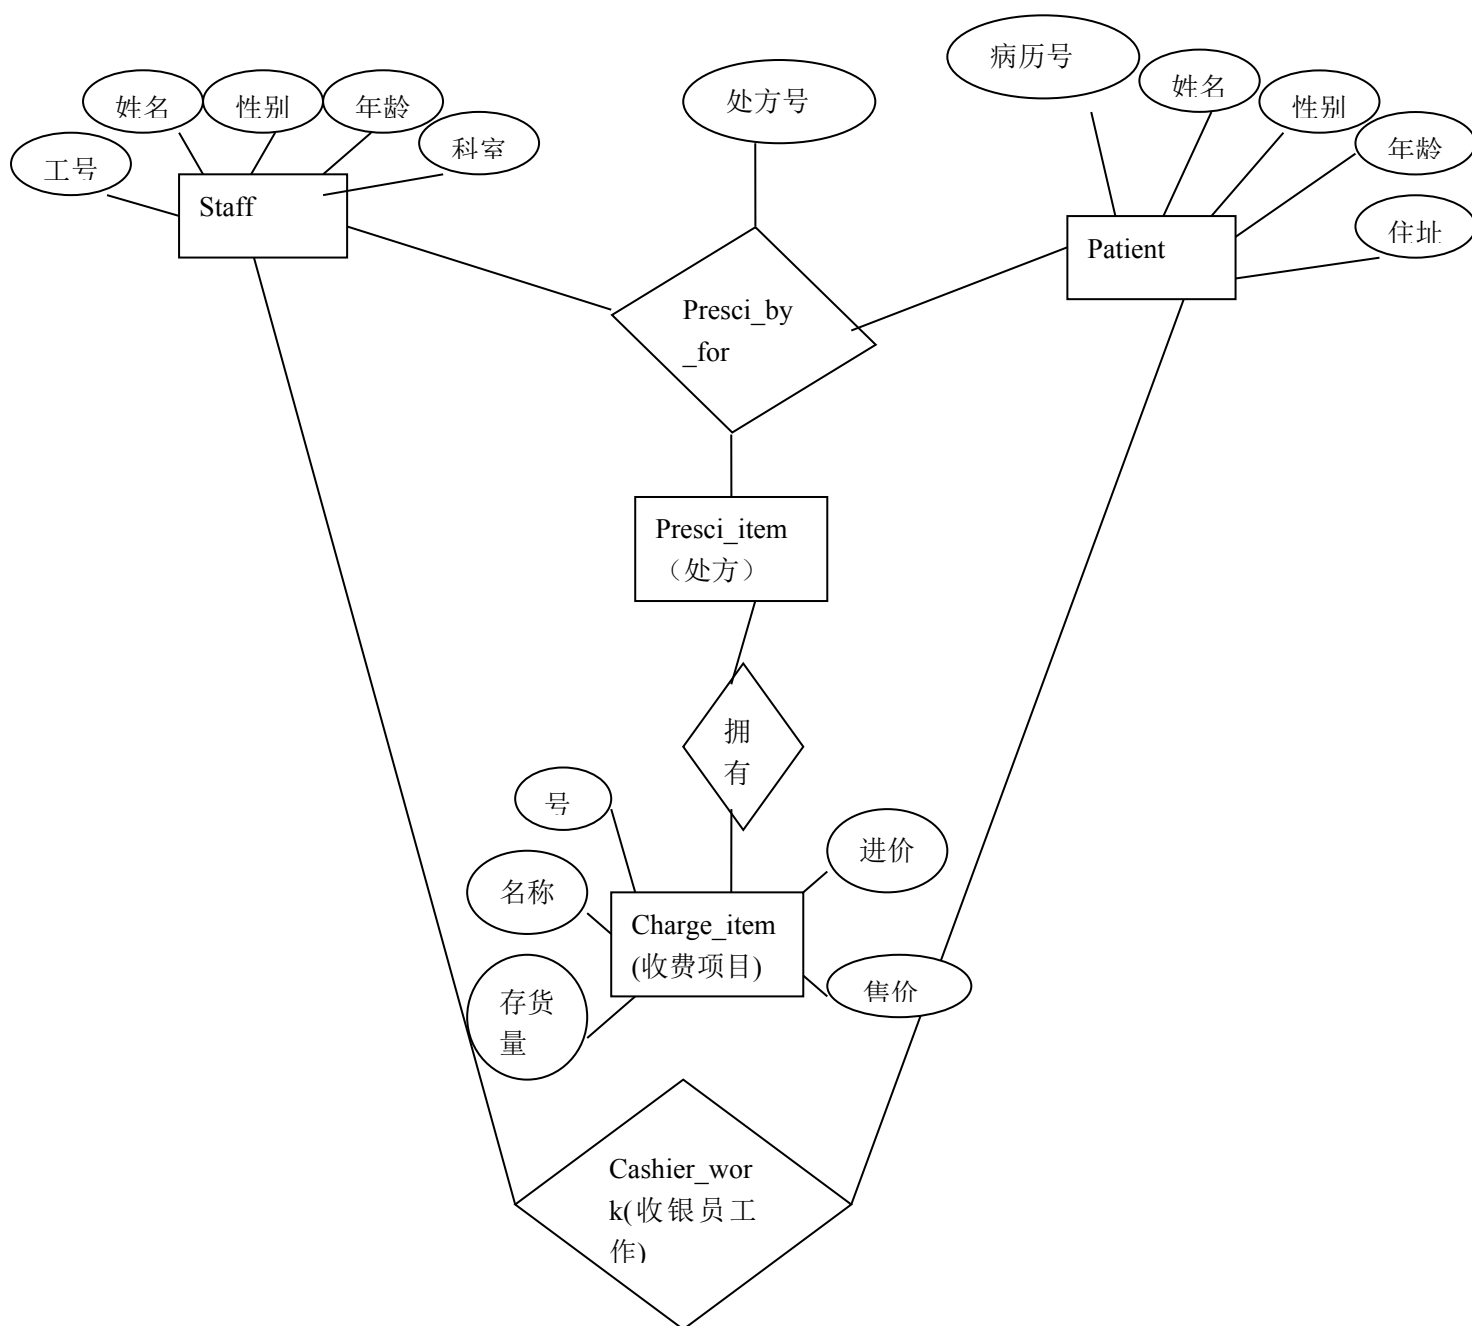 病历号
处方号
姓名
姓名
性别
年龄
性别
科室
年龄
工号
Staff
住址
Patient
Presci_by
_for
Presci_item
（处方）
拥
有
号
进价
名称
Charge_item
(收费项目)
售价
存货
量
Cashier_wor
k(收银员工
作)